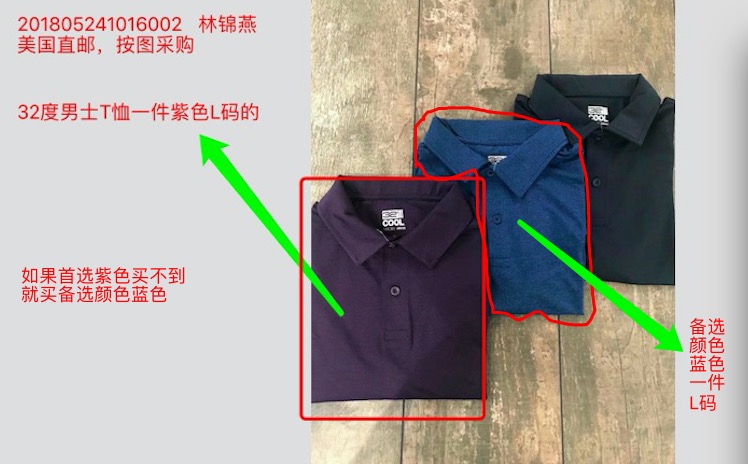 201805241016002 林锦燕
美国直邮，按图采购
32度男士T恤一件紫色L码的
如果首选紫色买不到
就买备选颜色蓝色
COOL
COOL
备选
颜色
蓝色
一件
L码